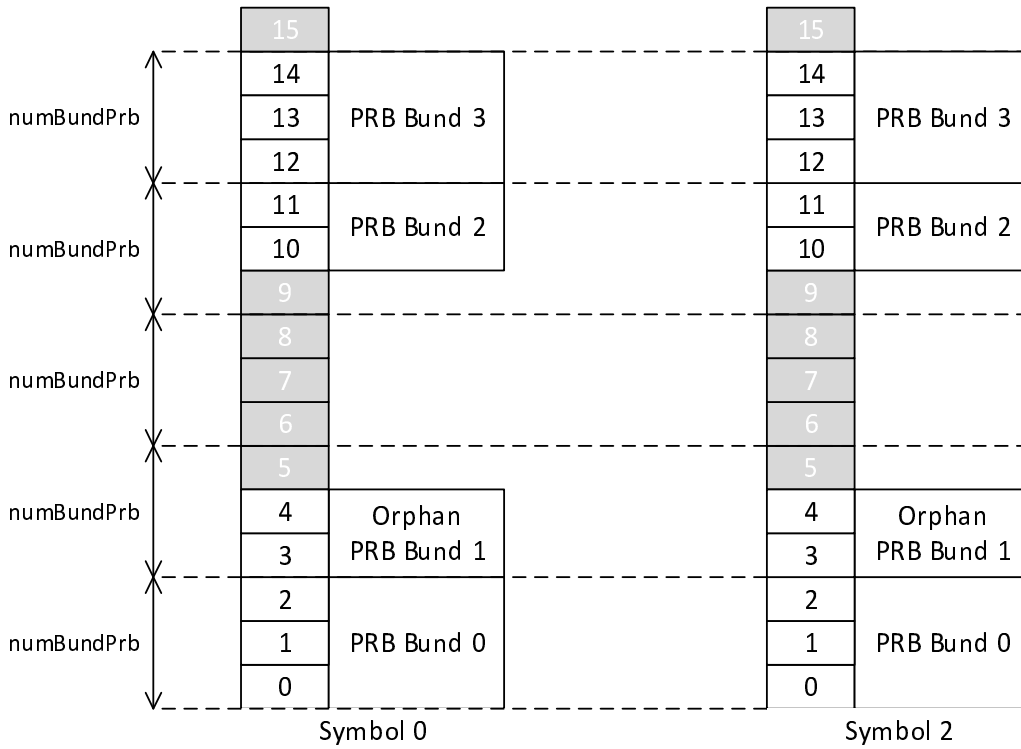 15 15
14 14
numBundPrb 13 PRB Bund 3 13 PRB Bund 3
12 12
11 11
PRB Bund 2 PRB Bund 2
numBundPrb 10 10
9 9
8 8
numBundPrb 7 7
6 6
5 5
numBundPrb 4 Orphan 4 Orphan
3 PRB Bund 1 3 PRB Bund 1
2 2
numBundPrb 1 PRB Bund 0 1 PRB Bund 0
0 0
Symbol 0 Symbol 2